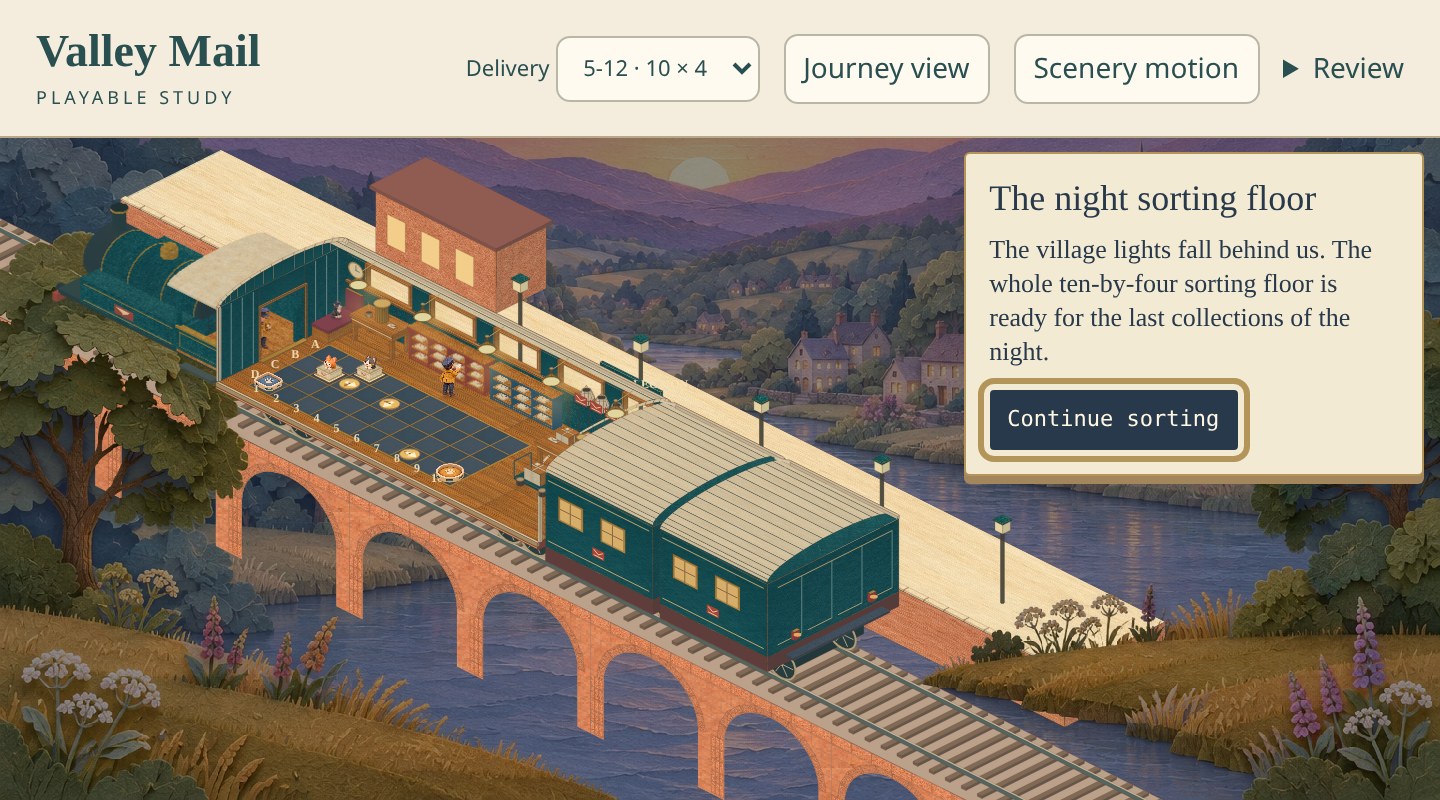 Valley Mail
PLAYABLE STUDY
Delivery
5-12 · 10 × 4
Journey view
Scenery motion
Review
The night sorting floor
The village lights fall behind us. The
whole ten-by-four sorting floor is
ready for the last collections of the
night.
Continue sorting
A
B
C
D
1
2
3
4
5
6
7
8
9